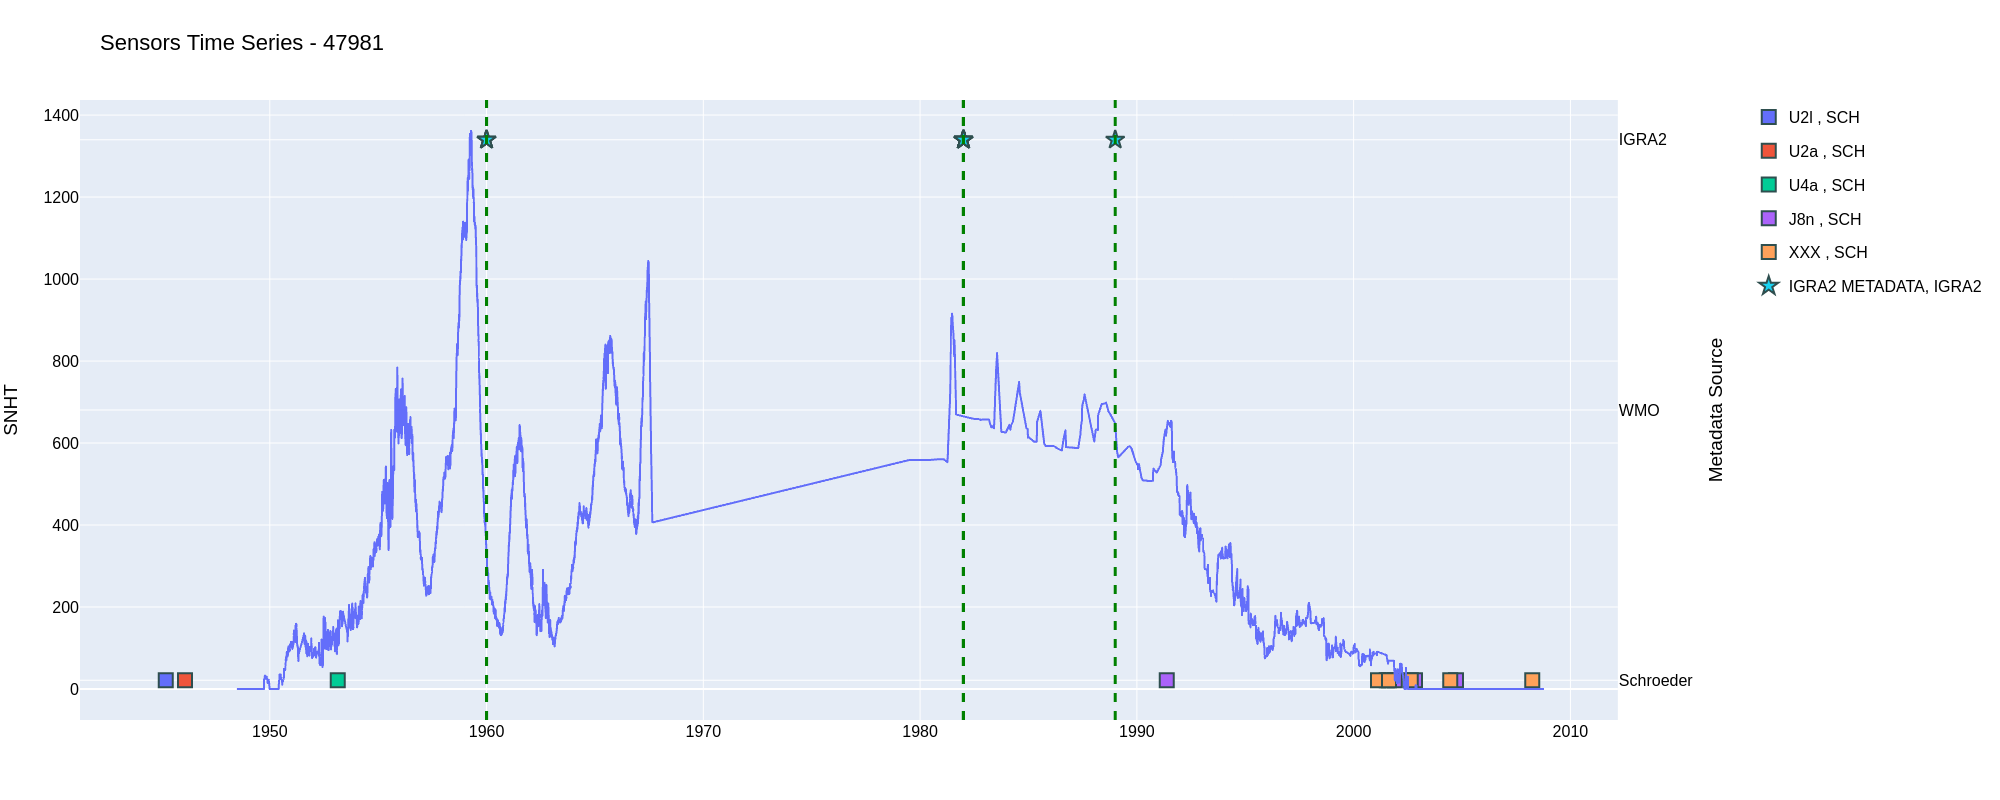 Sensors Time Series - 47981
1400
1200
1000
800
600
400
200
0
SNHT
1950
1960
1970
1980
1990
2000
2010
IGRA2
WMO
Schroeder
Metadata Source
U2l , SCH
U2a , SCH
U4a , SCH
J8n , SCH
XXX , SCH
IGRA2 METADATA, IGRA2